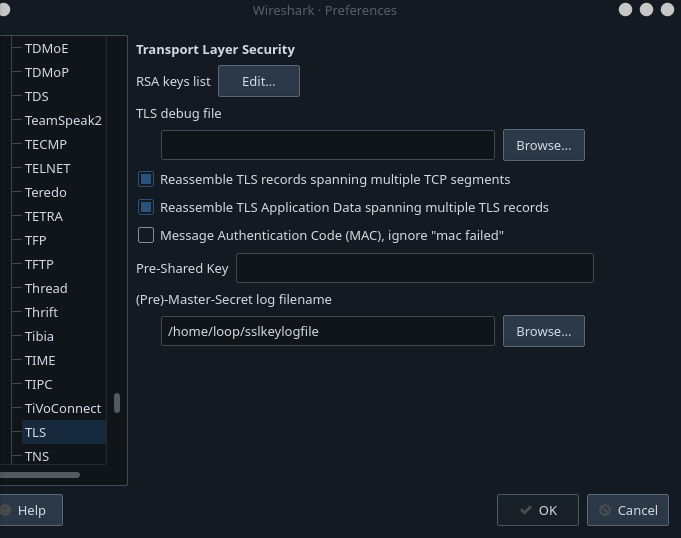 Wireshark · Preferences
TDMoE
TDMoP
TDS
TeamSpeak2
TECMP
TELNET
Teredo
TETRA
TFP
TFTP
Thread
Thrift
Tibia
TIME
TIPC
TiVoConnect
TLS
TNS
Transport Layer Security
RSA keys list Edit...
TLS debug file
Browse...
Reassemble TLS records spanning multiple TCP segments
Reassemble TLS Application Data spanning multiple TLS records
Message Authentication Code (MAC), ignore "mac failed"
Pre-Shared Key
(Pre)-Master-Secret log filename
/home/loop/sslkeylogfile Browse...
Help OK Cancel